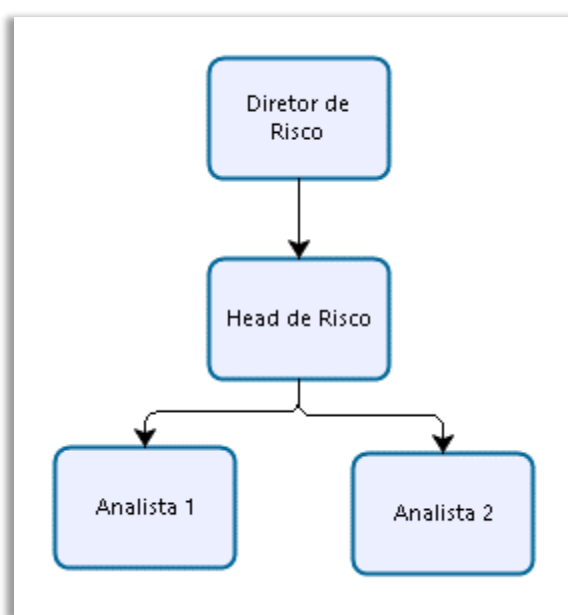 Diretor de
Risco
Head de Risco
Analista 1
Analista 2